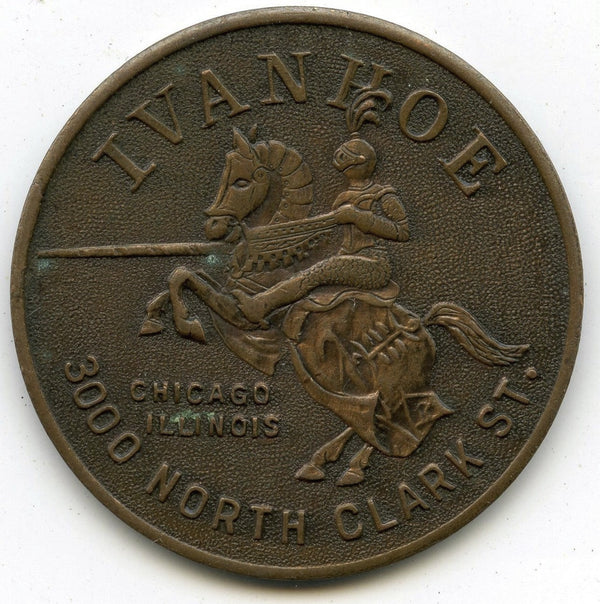 IVANHOE
CHICAGO
ILLINOIS
3000 NORTH CLARK ST.